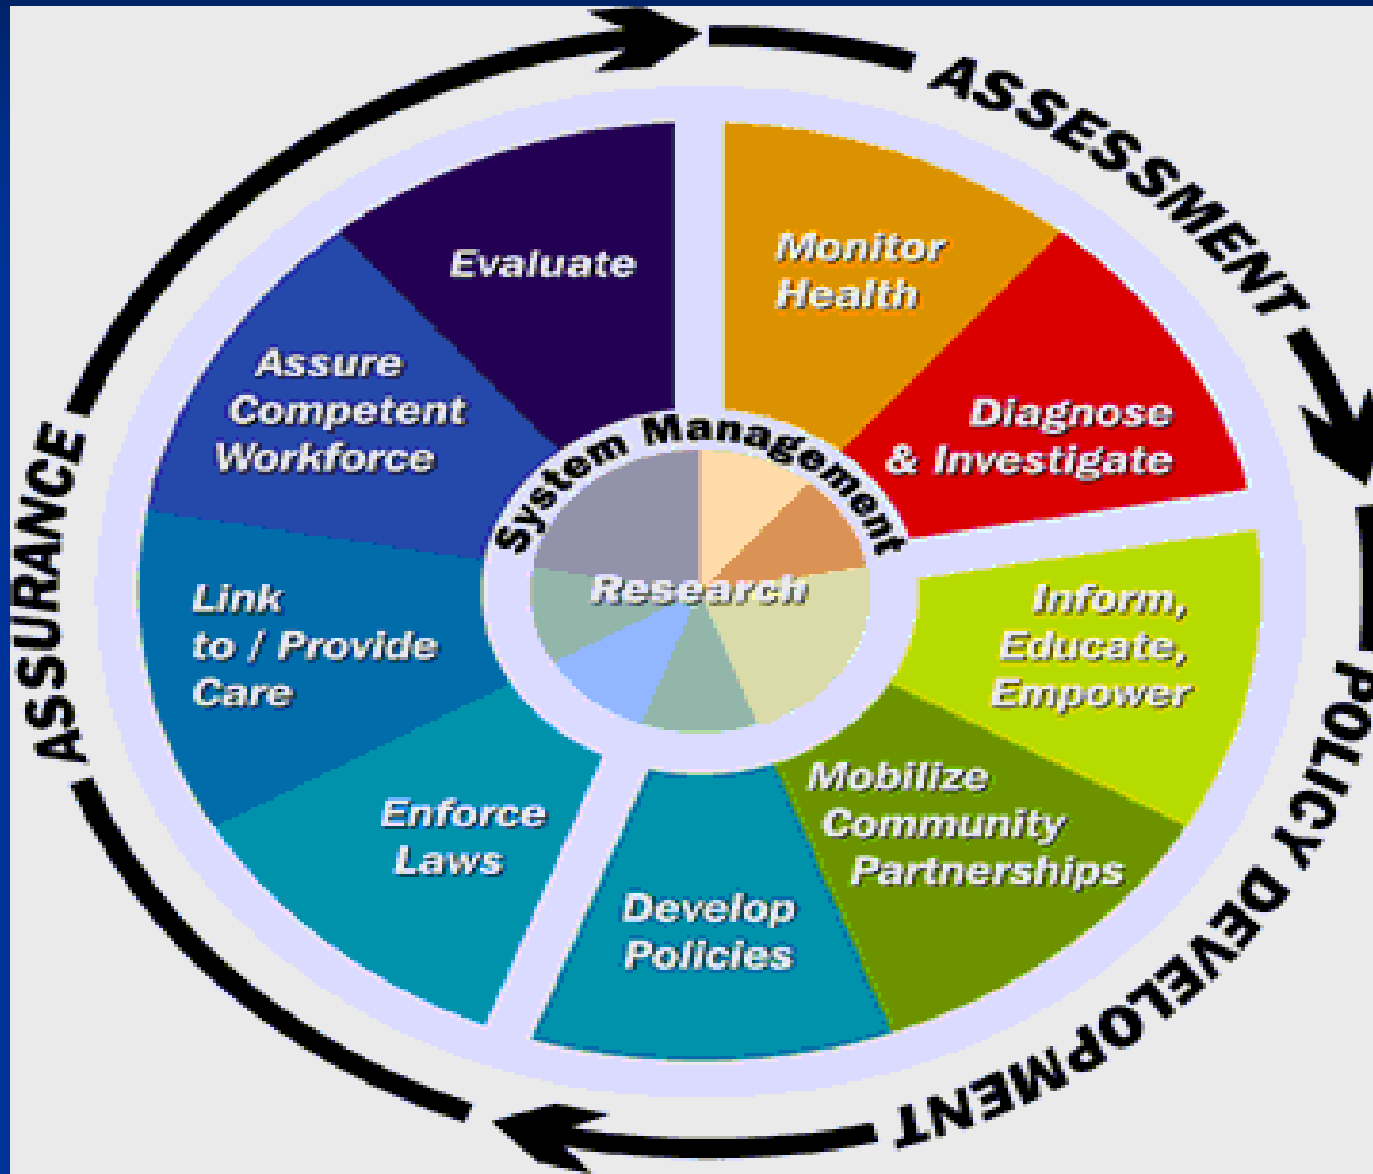 ASSESSMENT
Monitor
Health
Diagnose
& Investigate
POLICY DEVELOPMENT
Inform,
Educate,
Empower
Mobilize
Community
Partnerships
Develop
Policies
ASSURANCE
Enforce
Laws
Link
to / Provide
Care
Assure
Competent
Workforce
Evaluate
System Management
Research